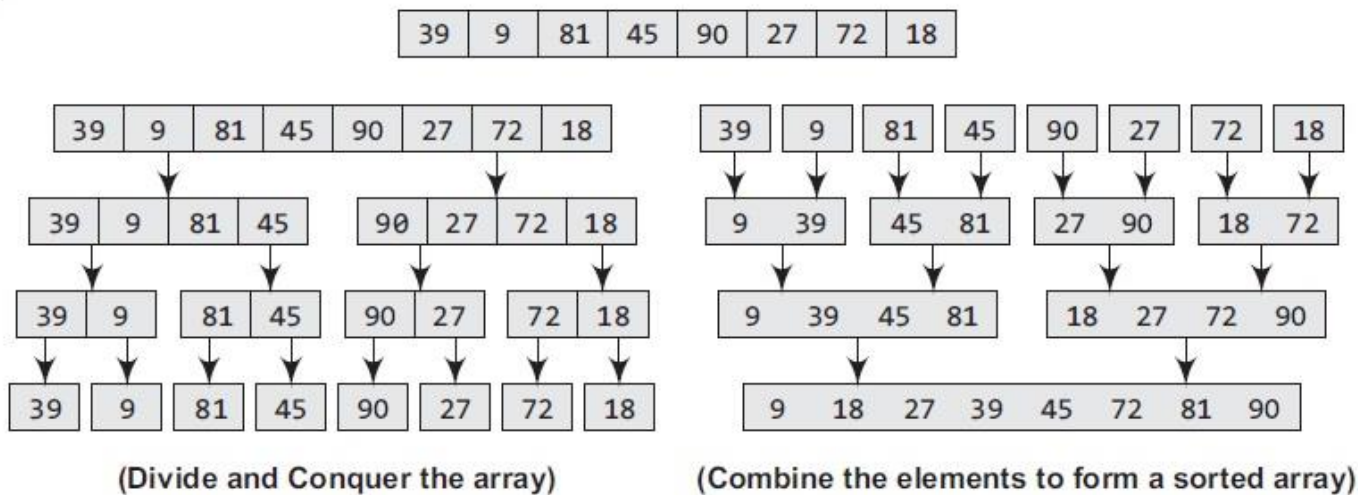 39 9 81 45 90 27 72 18
39 9 81 45 90 27 72 18
39 9 81 45 90 27 72 18
39 9 81 45 90 27 72 18
39 9 81 45 90 27 72 18
(Divide and Conquer the array)
39 9 81 45 90 27 72 18
9 39 45 81 27 90 18 72
9 39 45 81 18 27 72 90
9 18 27 39 45 72 81 90
(Combine the elements to form a sorted array)